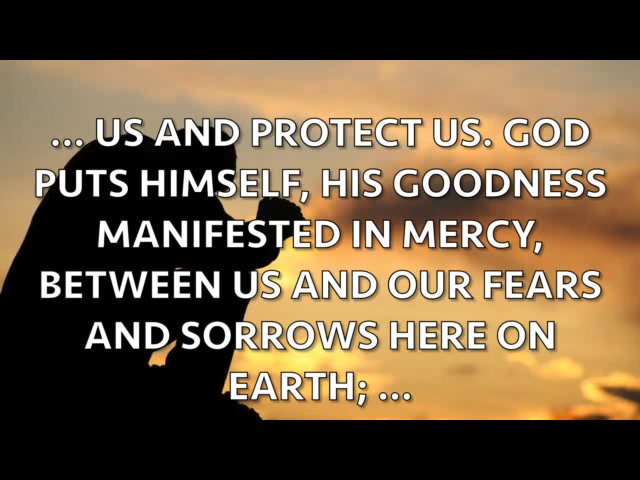 ... US AND PROTECT US. GOD
PUTS HIMSELF, HIS GOODNESS
MANIFESTED IN MERCY,
BETWEEN US AND OUR FEARS
AND SORROWS HERE ON
EARTH; ...